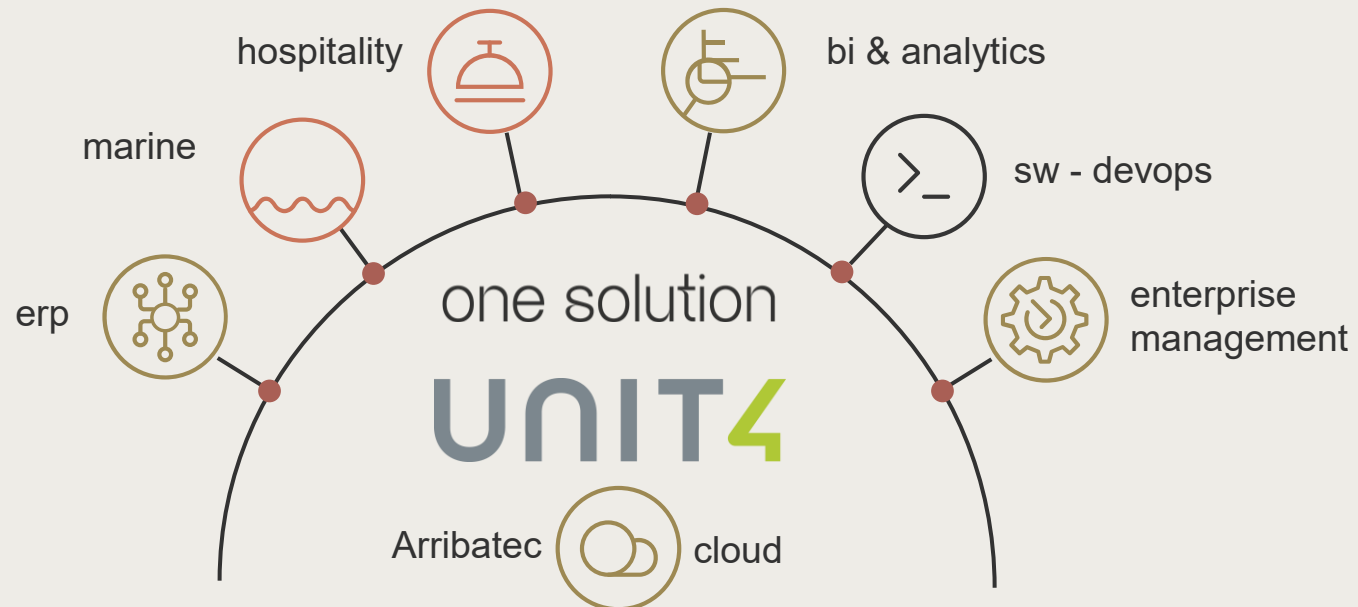 hospitality
bi & analytics
marine
sw - devops
erp
enterprise
management
one solution
UNIT4
Arribatec cloud